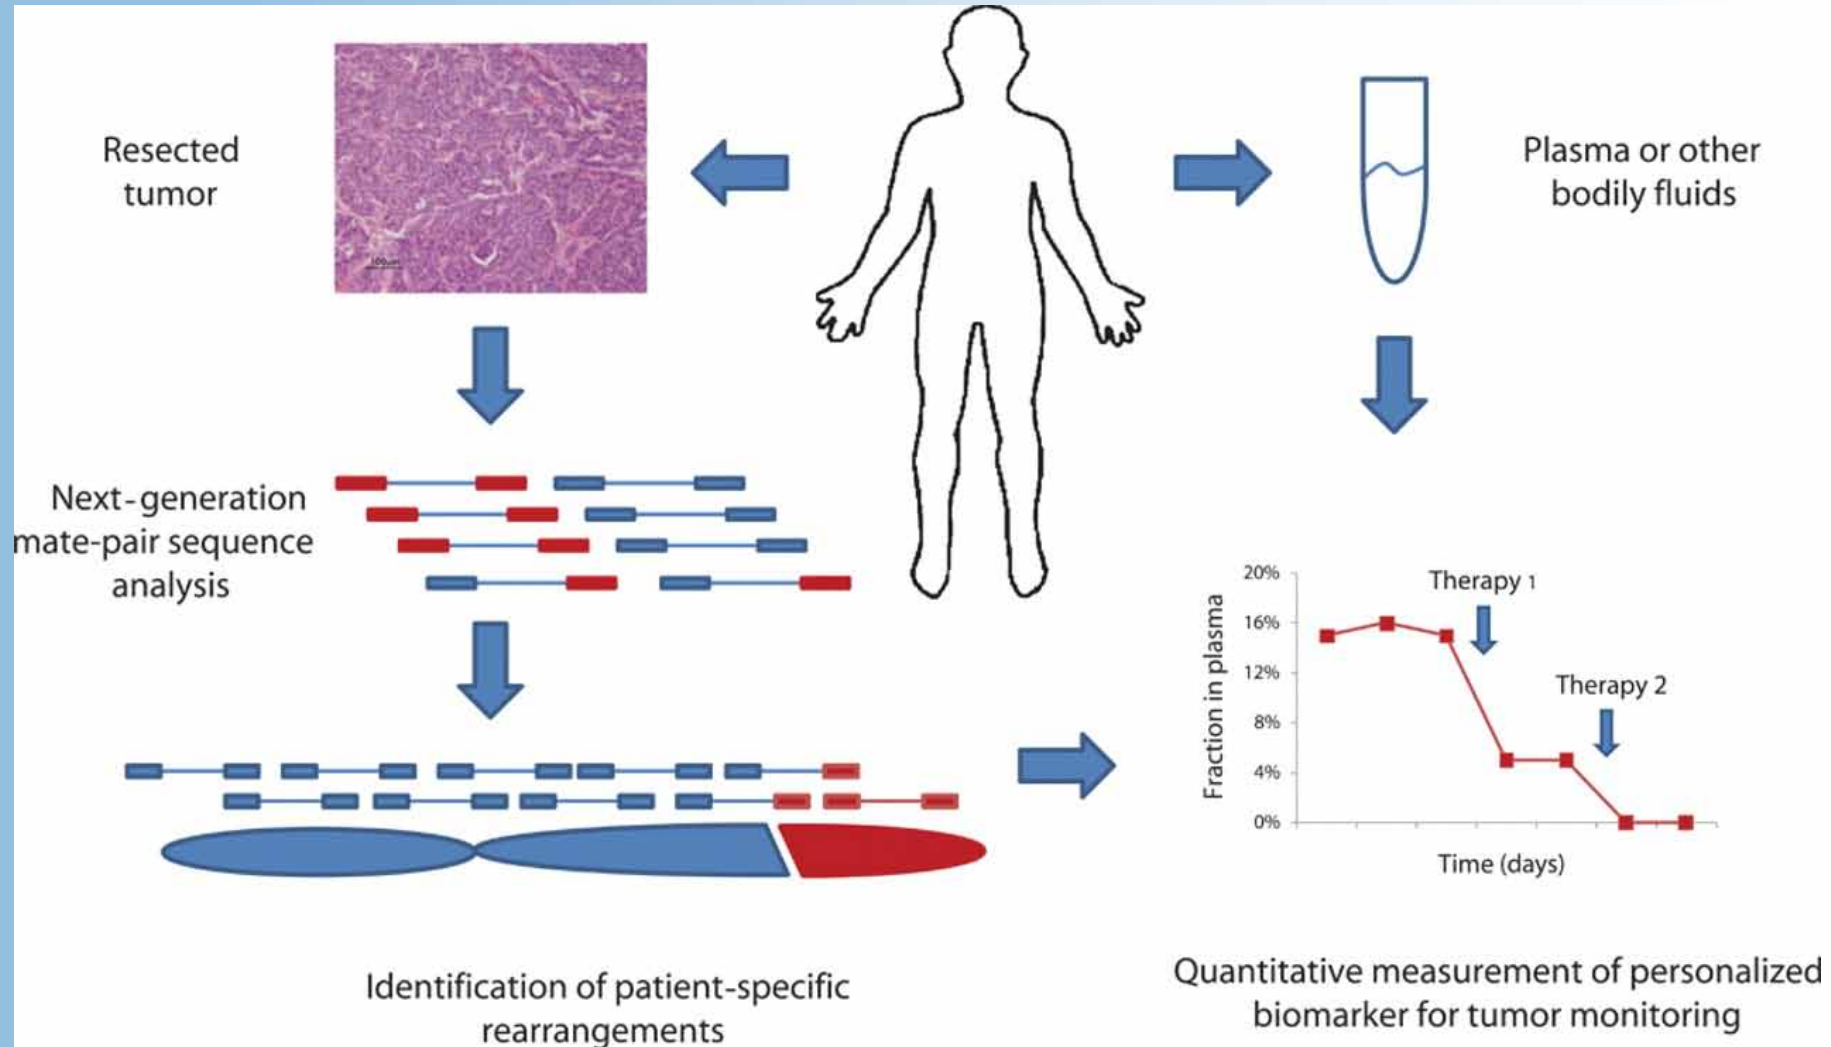 Resected
tumor
100µm
Plasma or other
bodily fluids
Next-generation
mate-pair sequence
analysis
Identification of patient-specific
rearrangements
Therapy 1
Therapy 2
20%
16%
12%
8%
4%
0%
Fraction in plasma
Time (days)
Quantitative measurement of personalized
biomarker for tumor monitoring